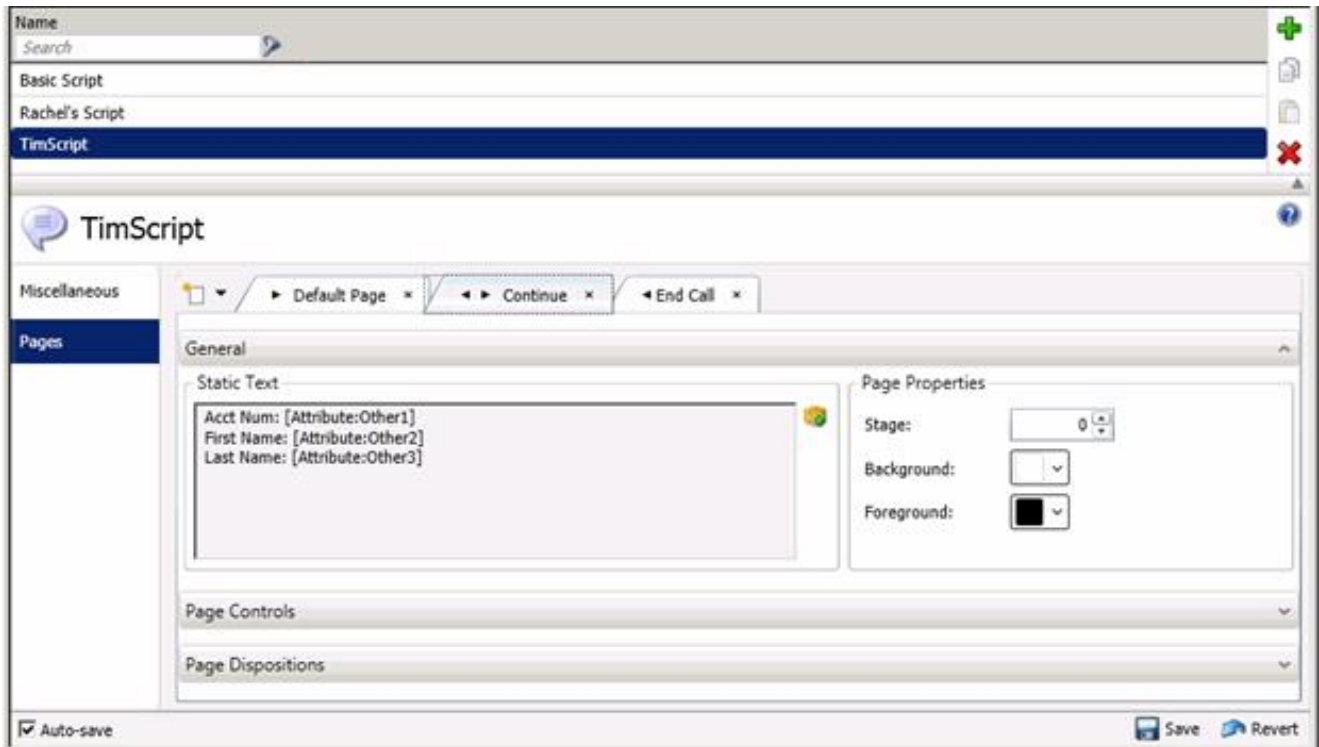 Name
Search
Basic Script
Rachel's Script
TimScript
TimScript
Miscellaneous
Pages
Default Page
Continue
End Call
General
Static Text
Acct Num: [Attribute:Other1]
First Name: [Attribute:Other2]
Last Name: [Attribute:Other3]
Page Properties
Stage: 0
Background:
Foreground:
Page Controls
Page Dispositions
Auto-save
Save Revert